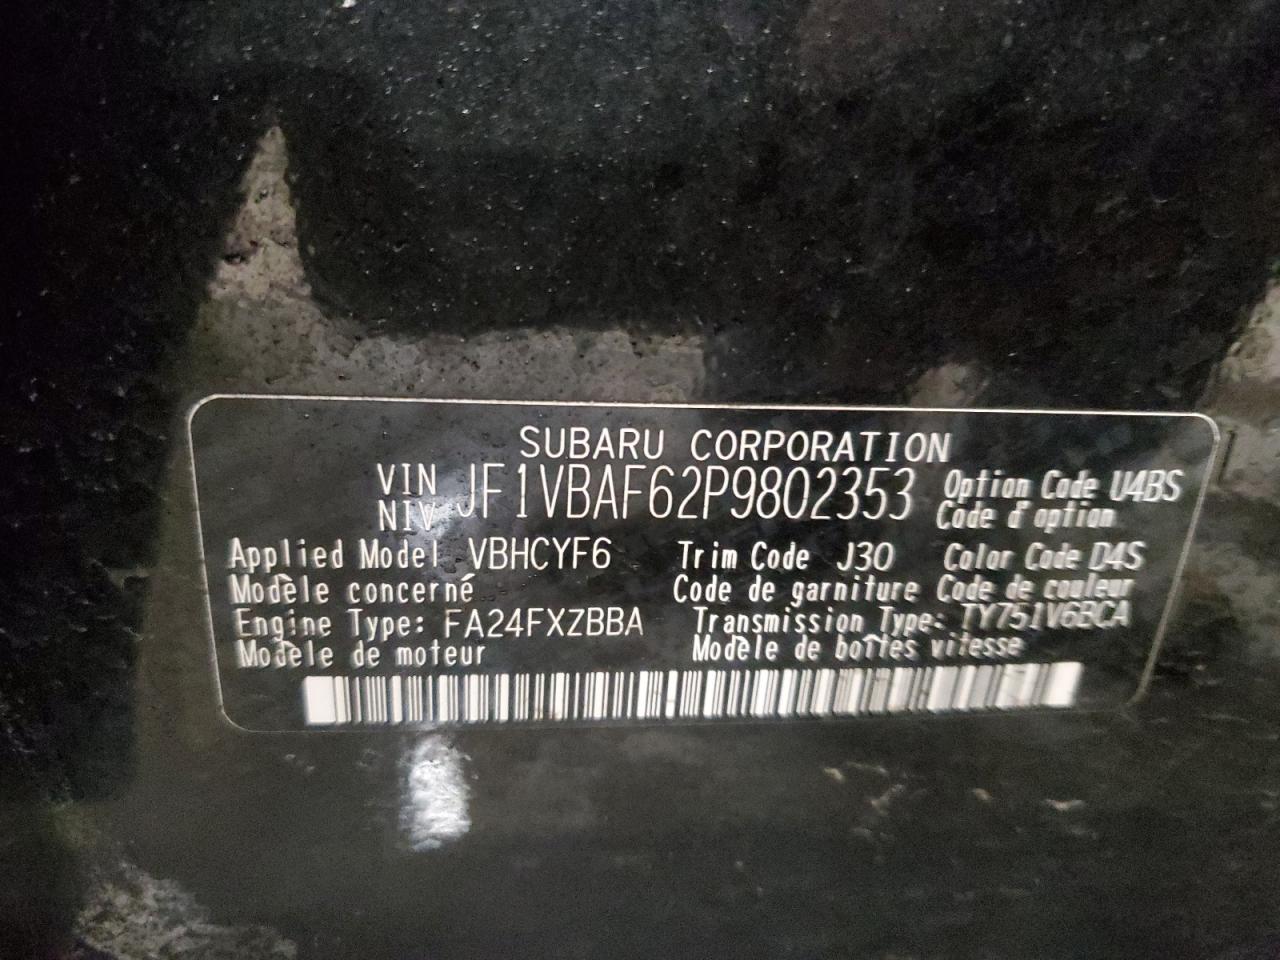 SUBARU CORPORATION
VIN JF1VBAF62P9802353 Option Code U4BS
NIV Code d'option
Applied Model VBHCYF6 Trim Code J30 Color Code D4S
Modèle concerné Code de garniture Code de couleur
Engine Type: FA24FXZBBA Transmission Type: TY751V6BCA
Modèle de moteur Modèle de boîtes vitesse